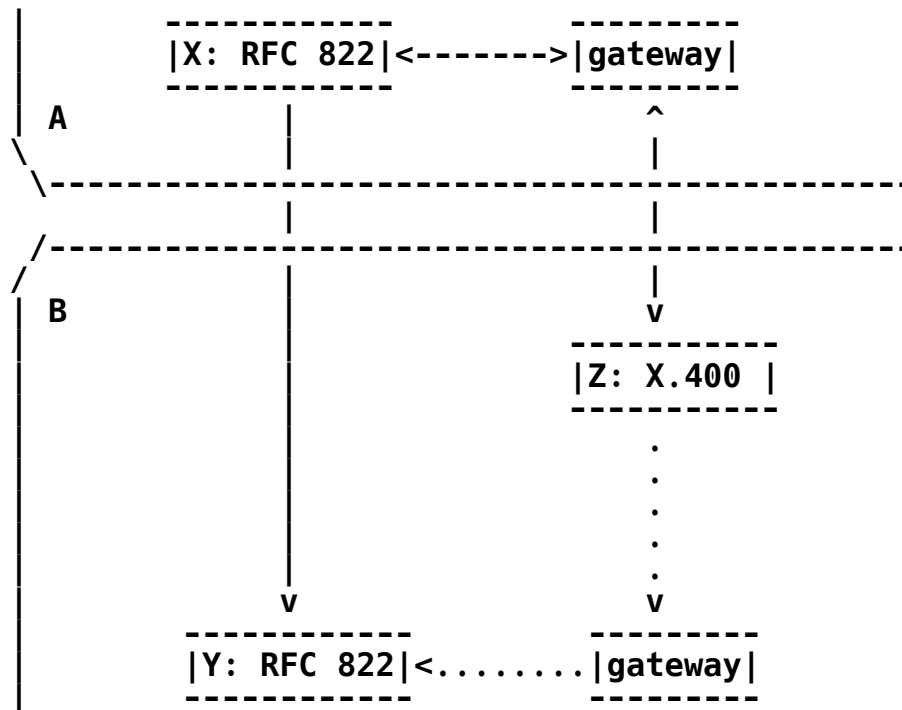 X: RFC 822 gateway
A
B
Z: X.400
Y: RFC 822 gateway